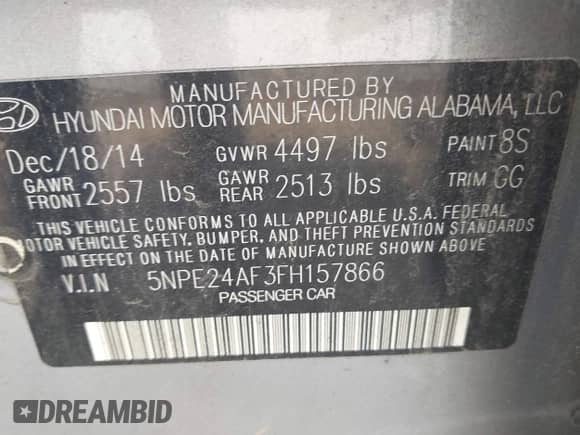 MANUFACTURED BY
HYUNDAI MOTOR MANUFACTURING ALABAMA, LLC
Dec/18/14 GVWR 4497 lbs PAINT 8S
GAWR FRONT 2557 lbs GAWR REAR 2513 lbs TRIM GG
THIS VEHICLE CONFORMS TO ALL APPLICABLE U.S.A. FEDERAL
MOTOR VEHICLE SAFETY, BUMPER, AND THEFT PREVENTION STANDARDS
IN EFFECT ON THE DATE OF MANUFACTURE SHOWN ABOVE
V.I.N 5NPE24AF3FH157866
PASSENGER CAR
DREAMBID